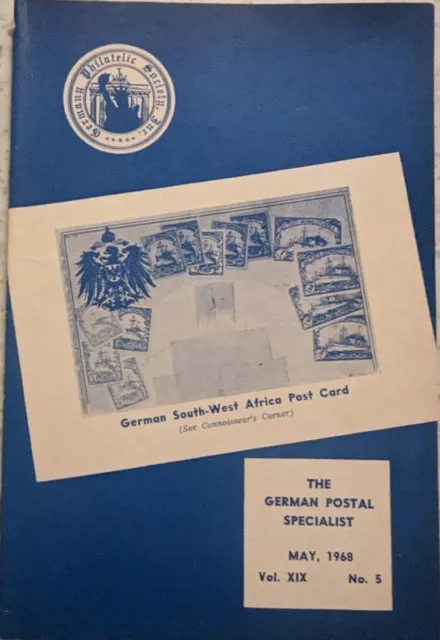 Germany Philatelic Society, Inc.
German South-West Africa Post Card
(See Connoisseur's Corner)
THE
GERMAN POSTAL
SPECIALIST
MAY, 1968
Vol. XIX No. 5